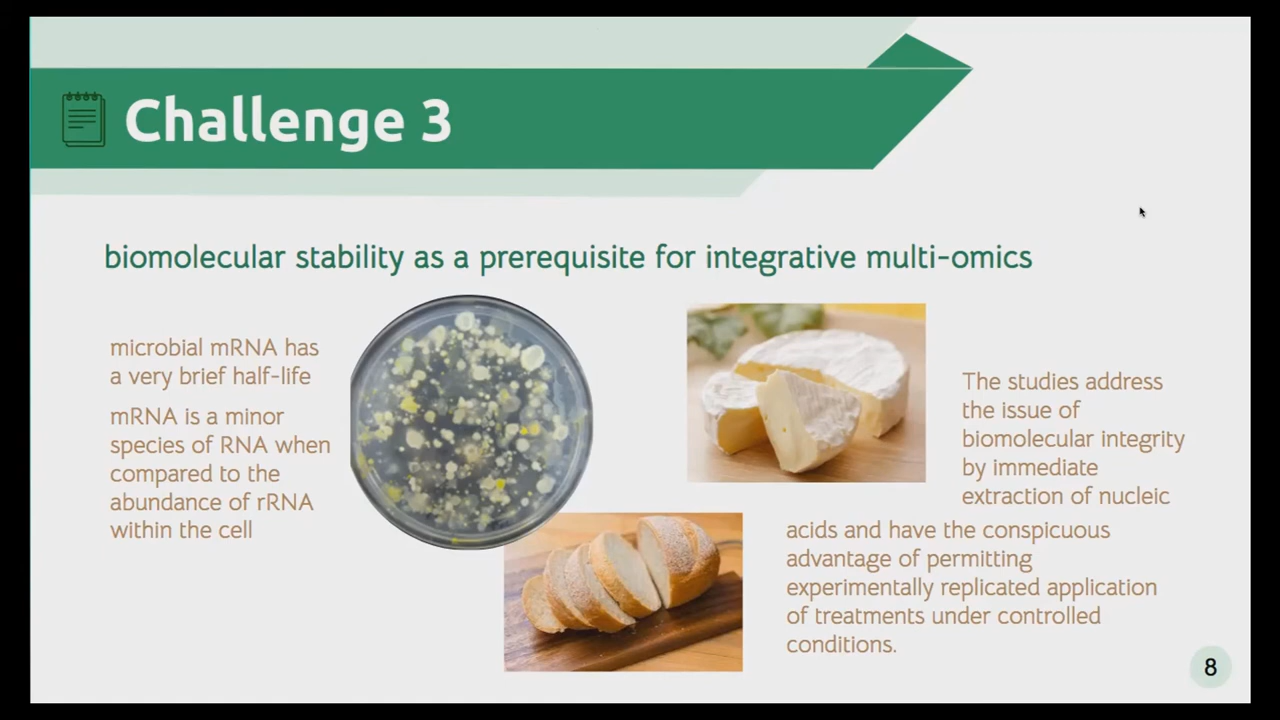 Challenge 3
biomolecular stability as a prerequisite for integrative multi-omics
microbial mRNA has
a very brief half-life
mRNA is a minor
species of RNA when
compared to the
abundance of rRNA
within the cell
The studies address
the issue of
biomolecular integrity
by immediate
extraction of nucleic
acids and have the conspicuous
advantage of permitting
experimentally replicated application
of treatments under controlled
conditions.
8